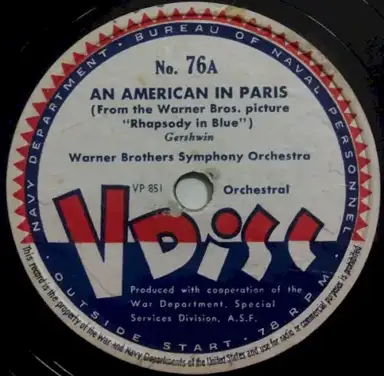 NAVY DEPARTMENT · BUREAU OF NAVAL PERSONNEL
No. 76A
AN AMERICAN IN PARIS
(From the Warner Bros. picture
"Rhapsody in Blue")
Gershwin
Warner Brothers Symphony Orchestra
VP 851 Orchestral
V DISC
Produced with cooperation of the
War Department, Special
Services Division, A.S.F.
· OUTSIDE START · 78 R.P.M. ·
This record is the property of the War and Navy Departments of the United States and use for radio or commercial purposes is prohibited